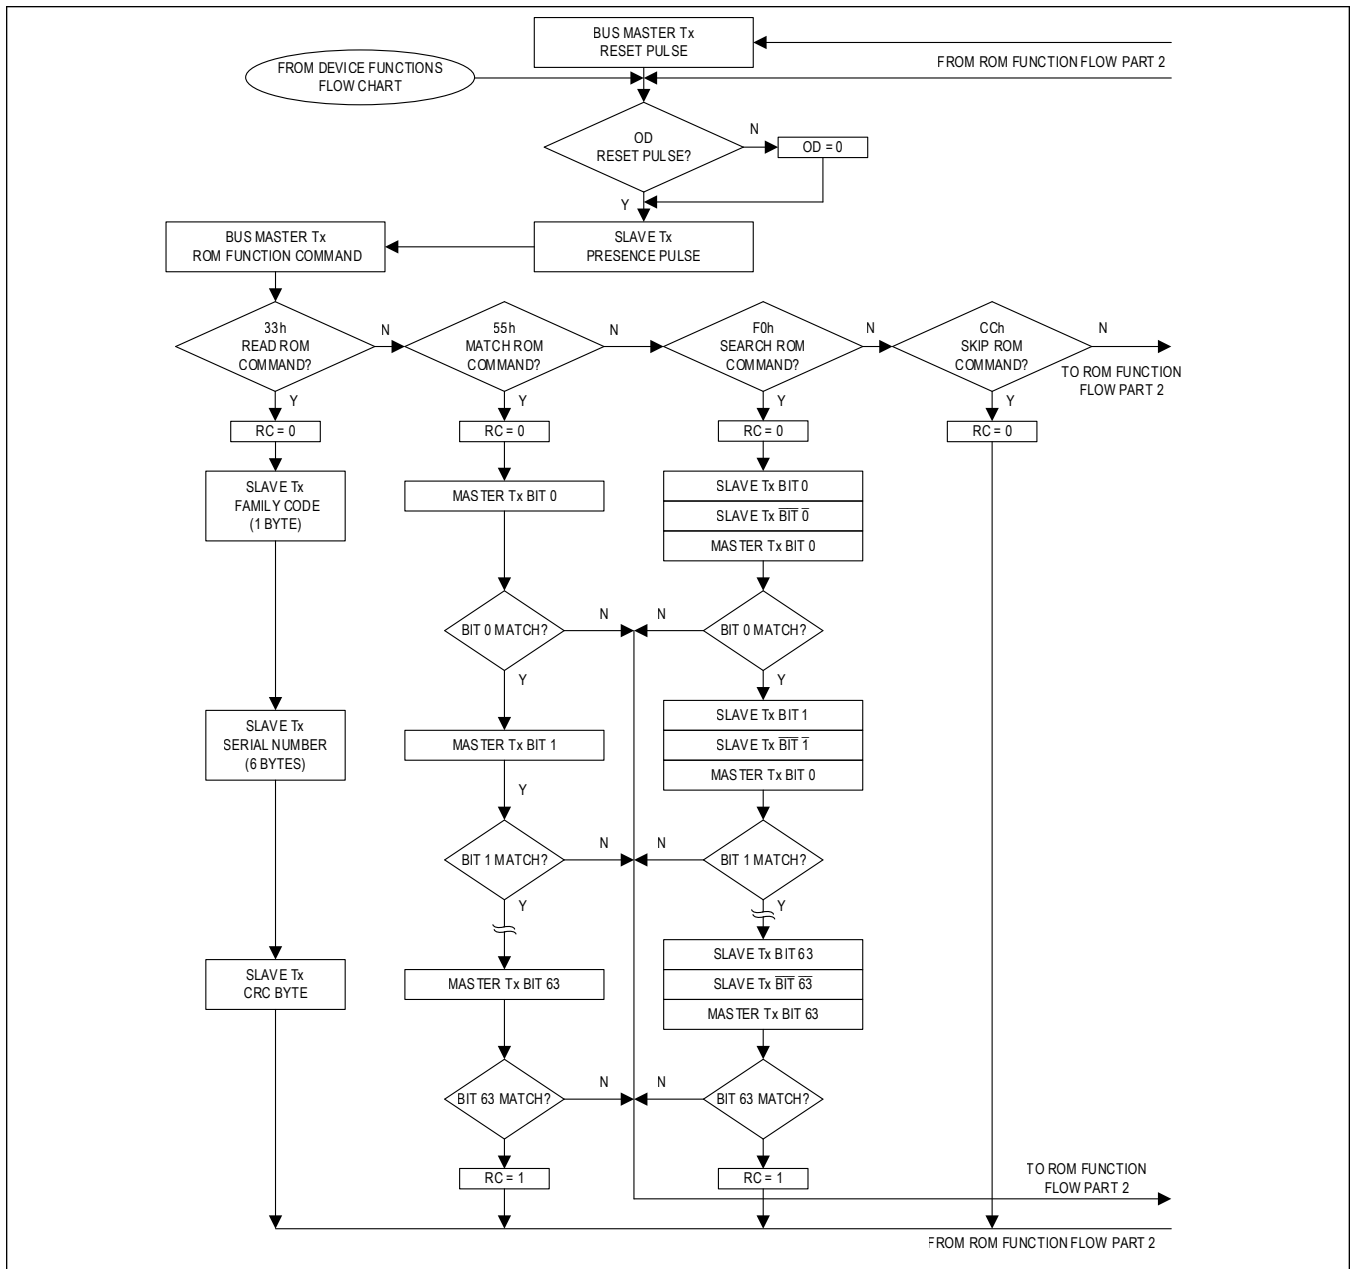 BUS MASTER Tx
RESET PULSE
FROM ROM FUNCTION FLOW PART 2
FROM DEVICE FUNCTIONS
FLOW CHART
OD
RESET PULSE?
N
OD = 0
Y
BUS MASTER Tx
ROM FUNCTION COMMAND
SLAVE Tx
PRESENCE PULSE
33h
READ ROM
COMMAND?
N
55h
MATCH ROM
COMMAND?
N
F0h
SEARCH ROM
COMMAND?
N
CCh
SKIP ROM
COMMAND?
N
TO ROM FUNCTION
FLOW PART 2
Y
Y
Y
Y
RC = 0
RC = 0
RC = 0
RC = 0
SLAVE Tx
FAMILY CODE
(1 BYTE)
MASTER Tx BIT 0
SLAVE Tx BIT 0
SLAVE Tx B̅I̅T̅ 0̅
MASTER Tx BIT 0
BIT 0 MATCH?
N
N
BIT 0 MATCH?
Y
Y
SLAVE Tx
SERIAL NUMBER
(6 BYTES)
MASTER Tx BIT 1
SLAVE Tx BIT 1
SLAVE Tx B̅I̅T̅ 1̅
MASTER Tx BIT 0
Y
BIT 1 MATCH?
N
N
BIT 1 MATCH?
Y
Y
SLAVE Tx
CRC BYTE
MASTER Tx BIT 63
SLAVE Tx BIT 63
SLAVE Tx B̅I̅T̅ 6̅3̅
MASTER Tx BIT 63
BIT 63 MATCH?
N
N
BIT 63 MATCH?
Y
Y
RC = 1
RC = 1
TO ROM FUNCTION
FLOW PART 2
FROM ROM FUNCTION FLOW PART 2